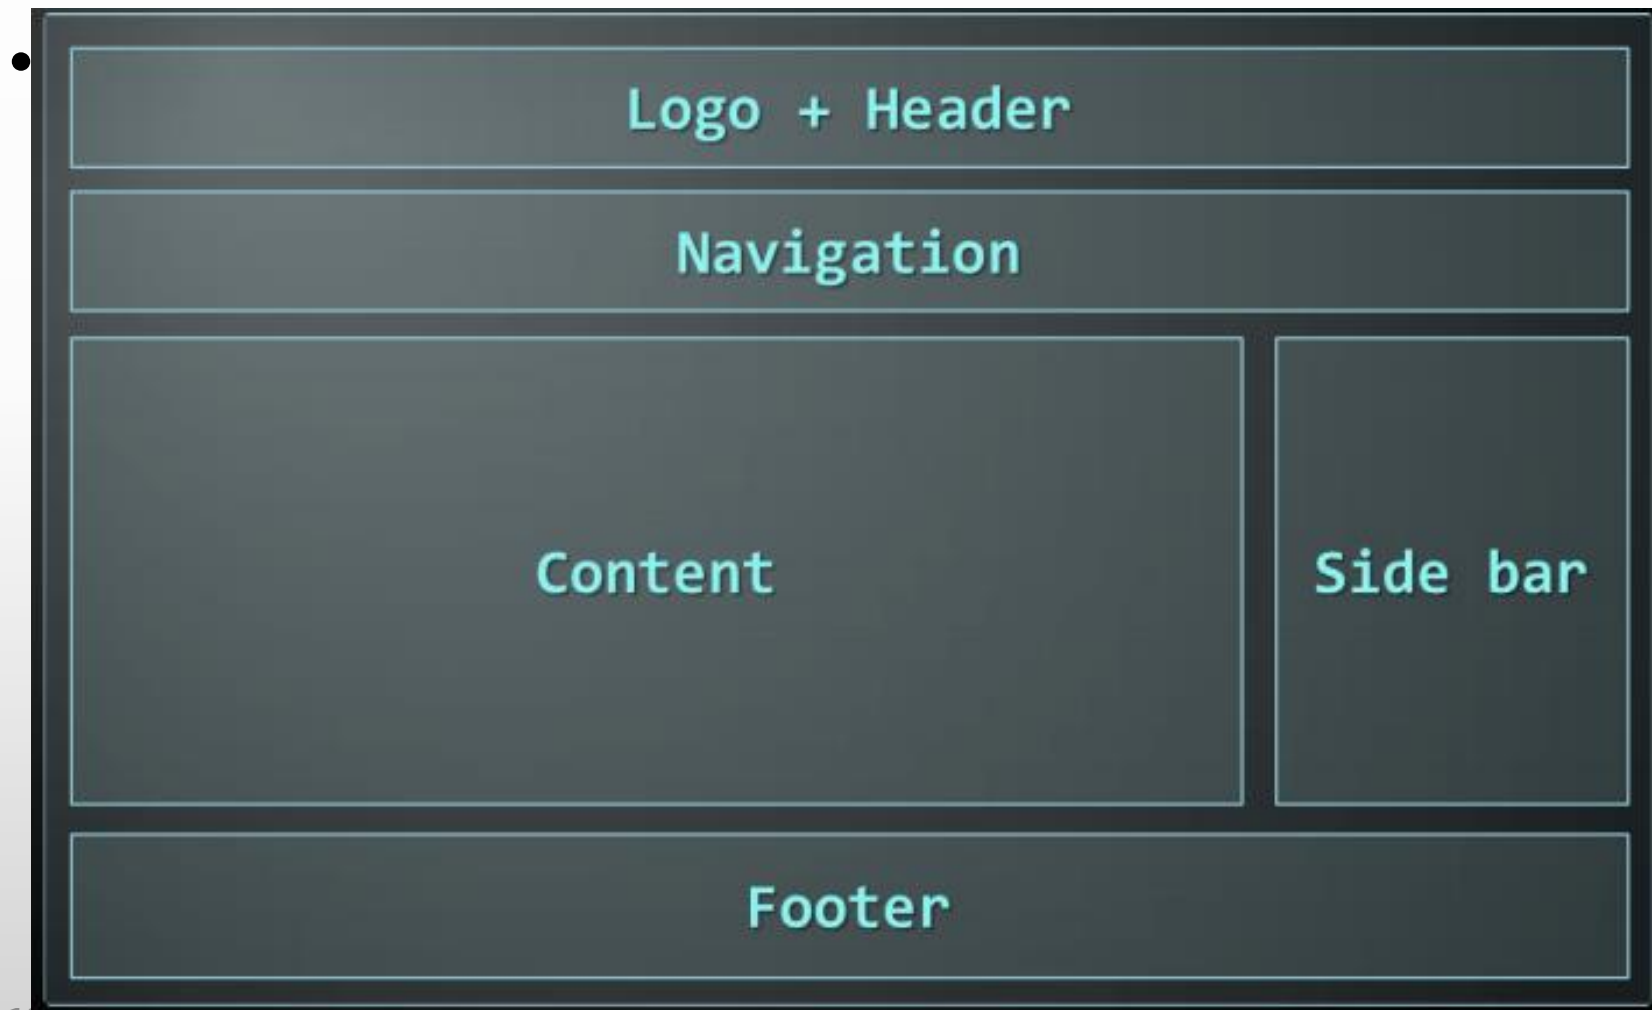 Logo + Header
Navigation
Content
Side bar
Footer